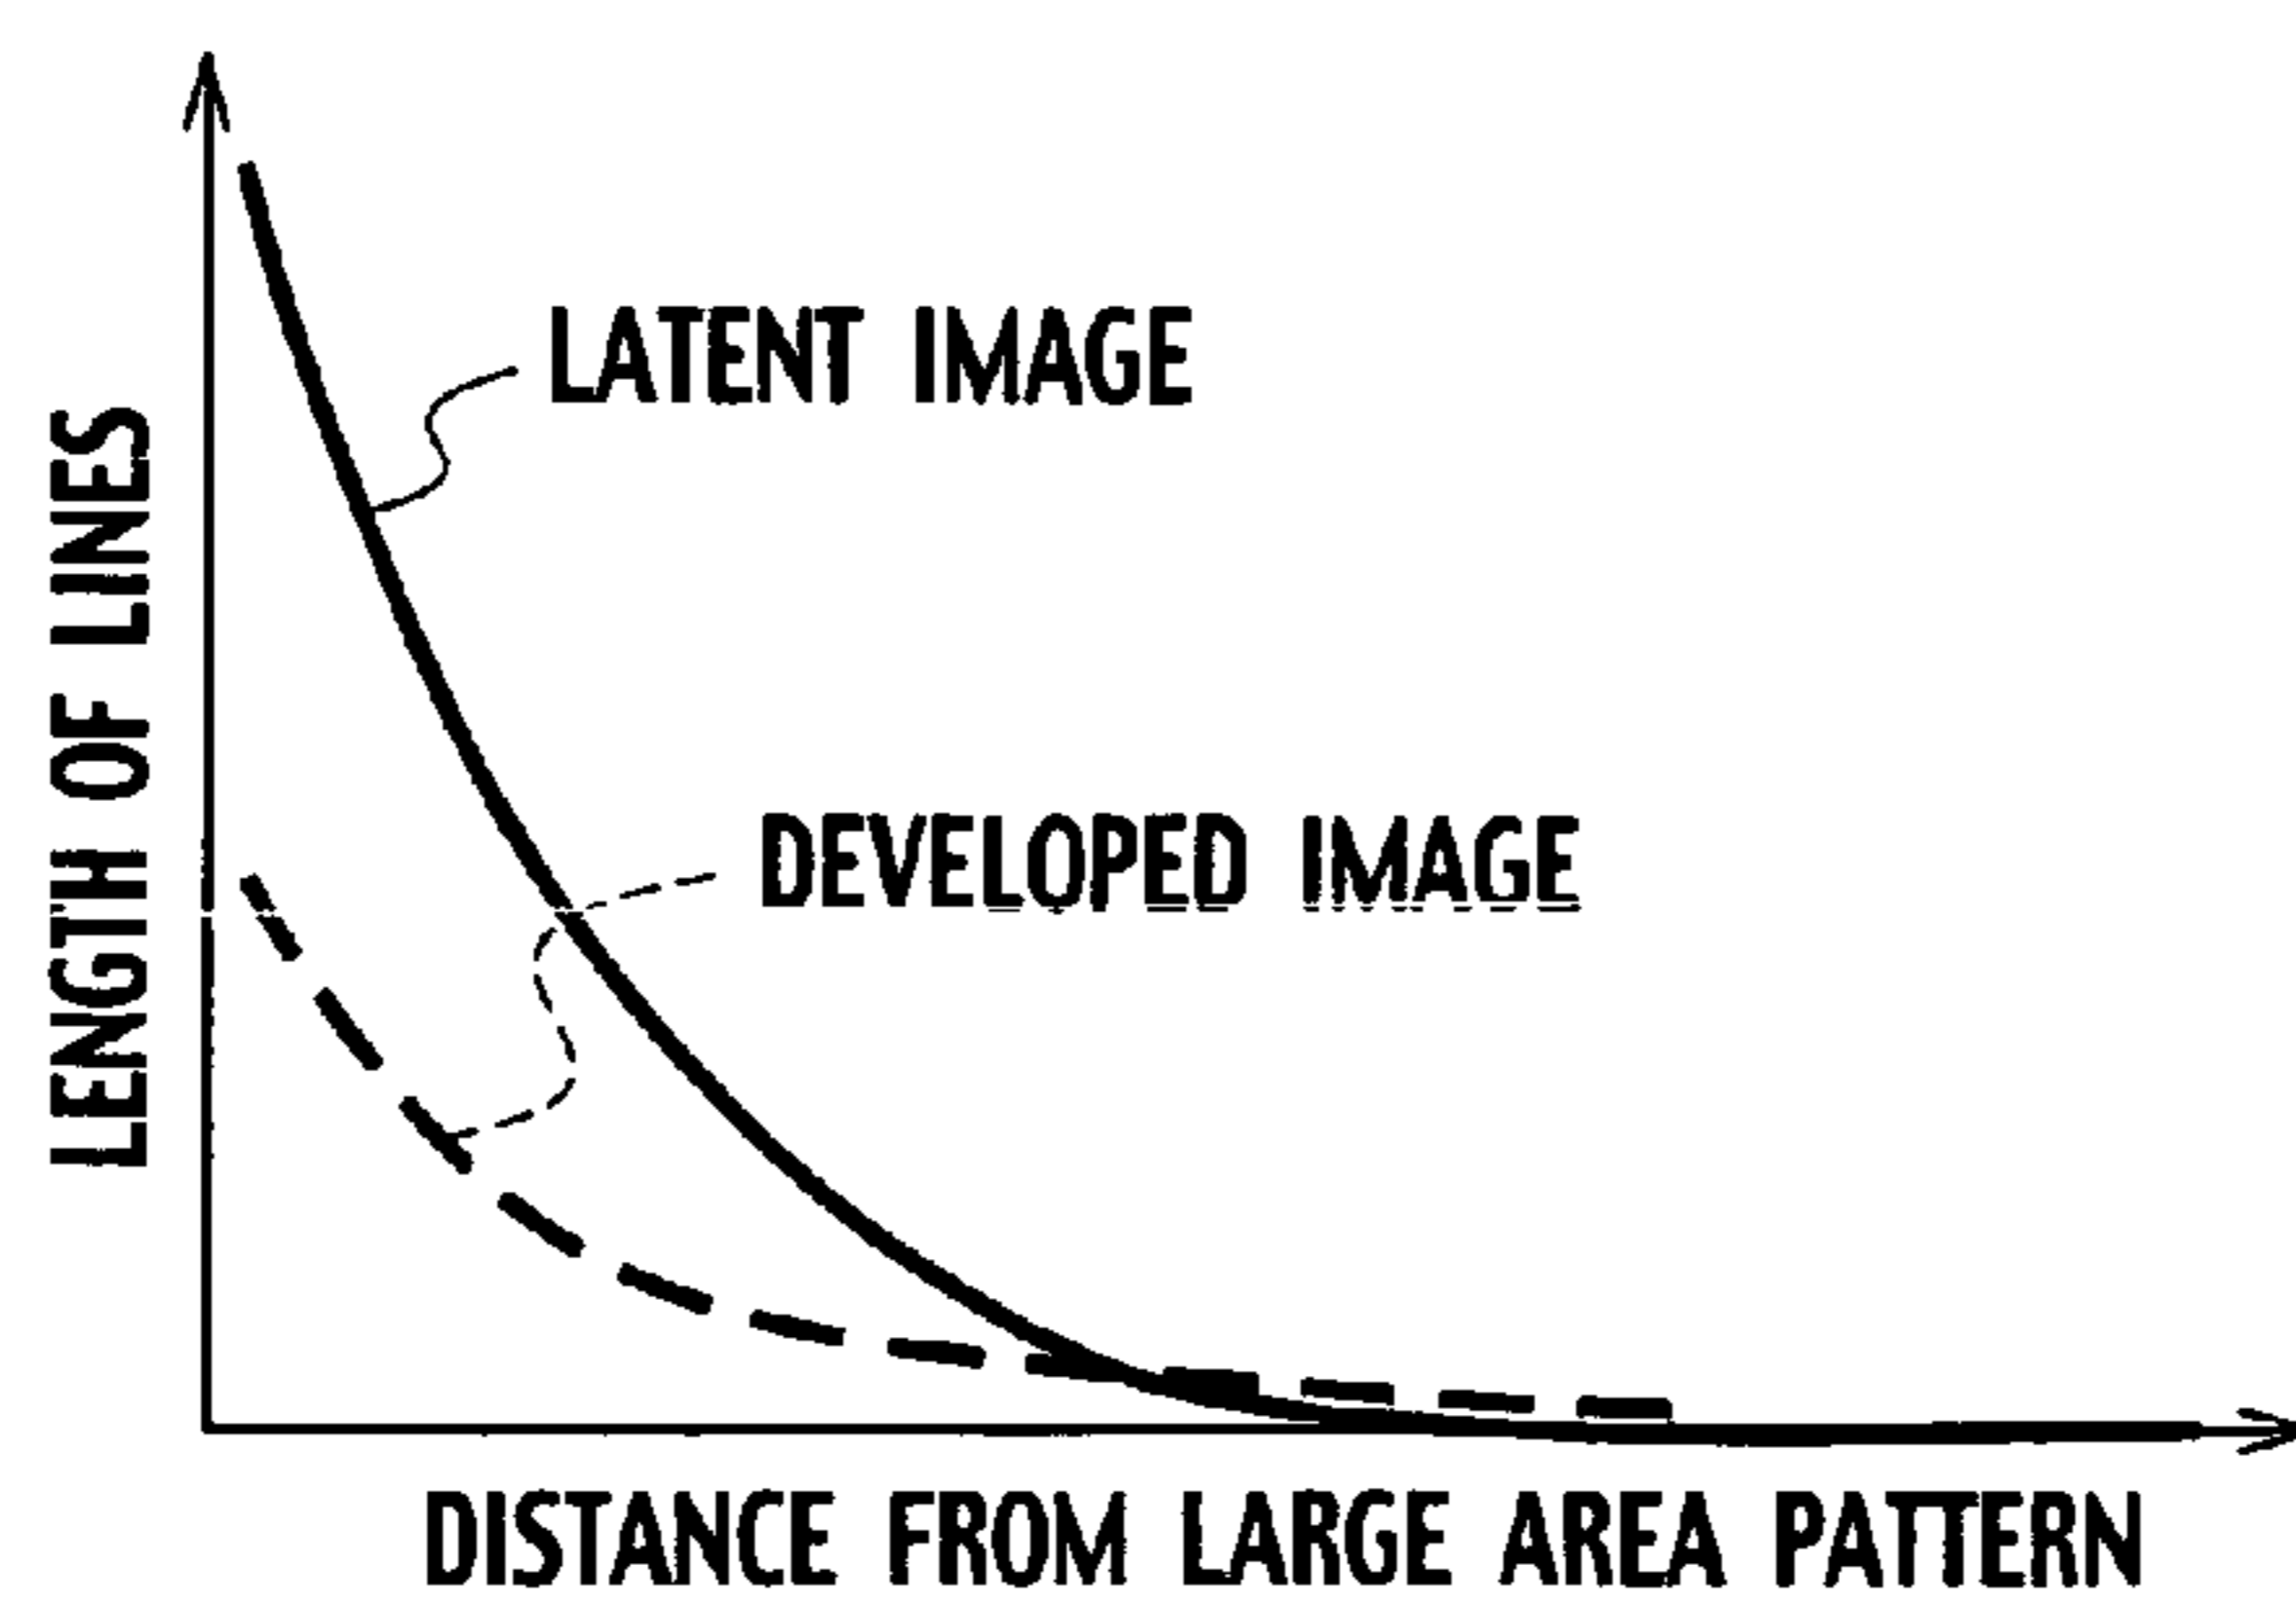 LENGTH OF LINES
LATENT IMAGE
DEVELOPED IMAGE
DISTANCE FROM LARGE AREA PATTERN